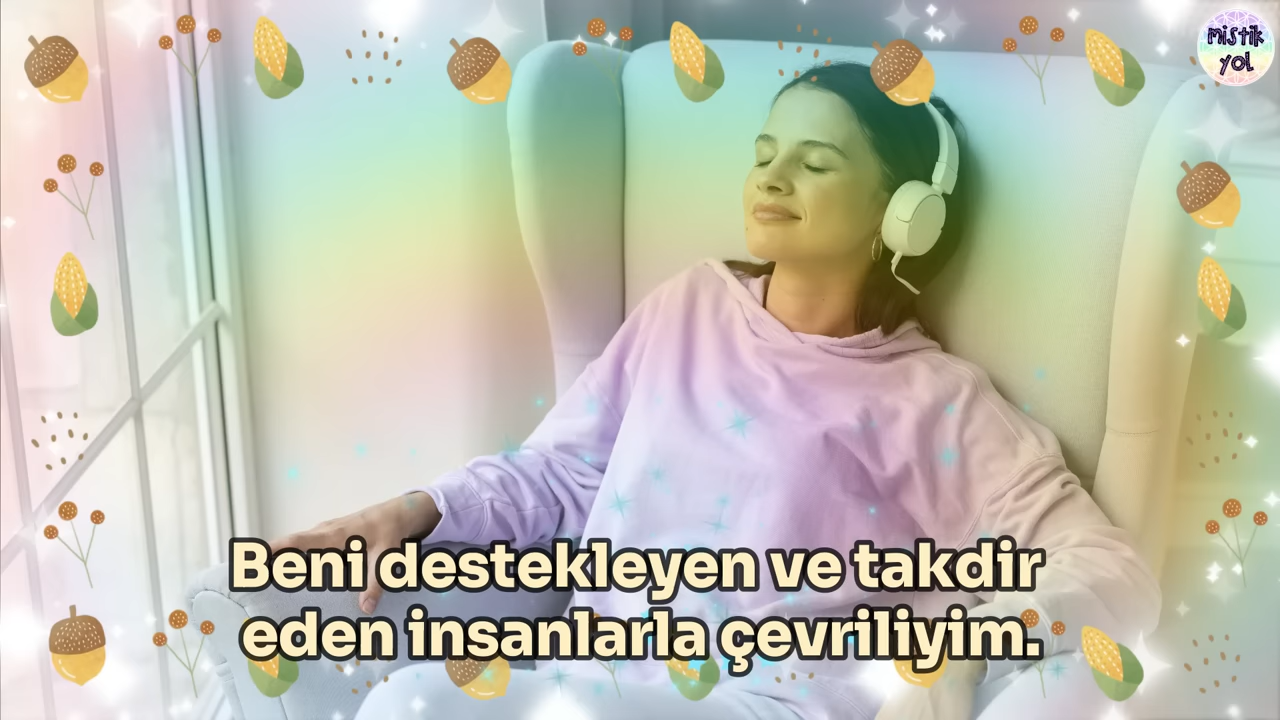 mistik
yol
Beni destekleyen ve takdir
eden insanlarla çevriliyim.